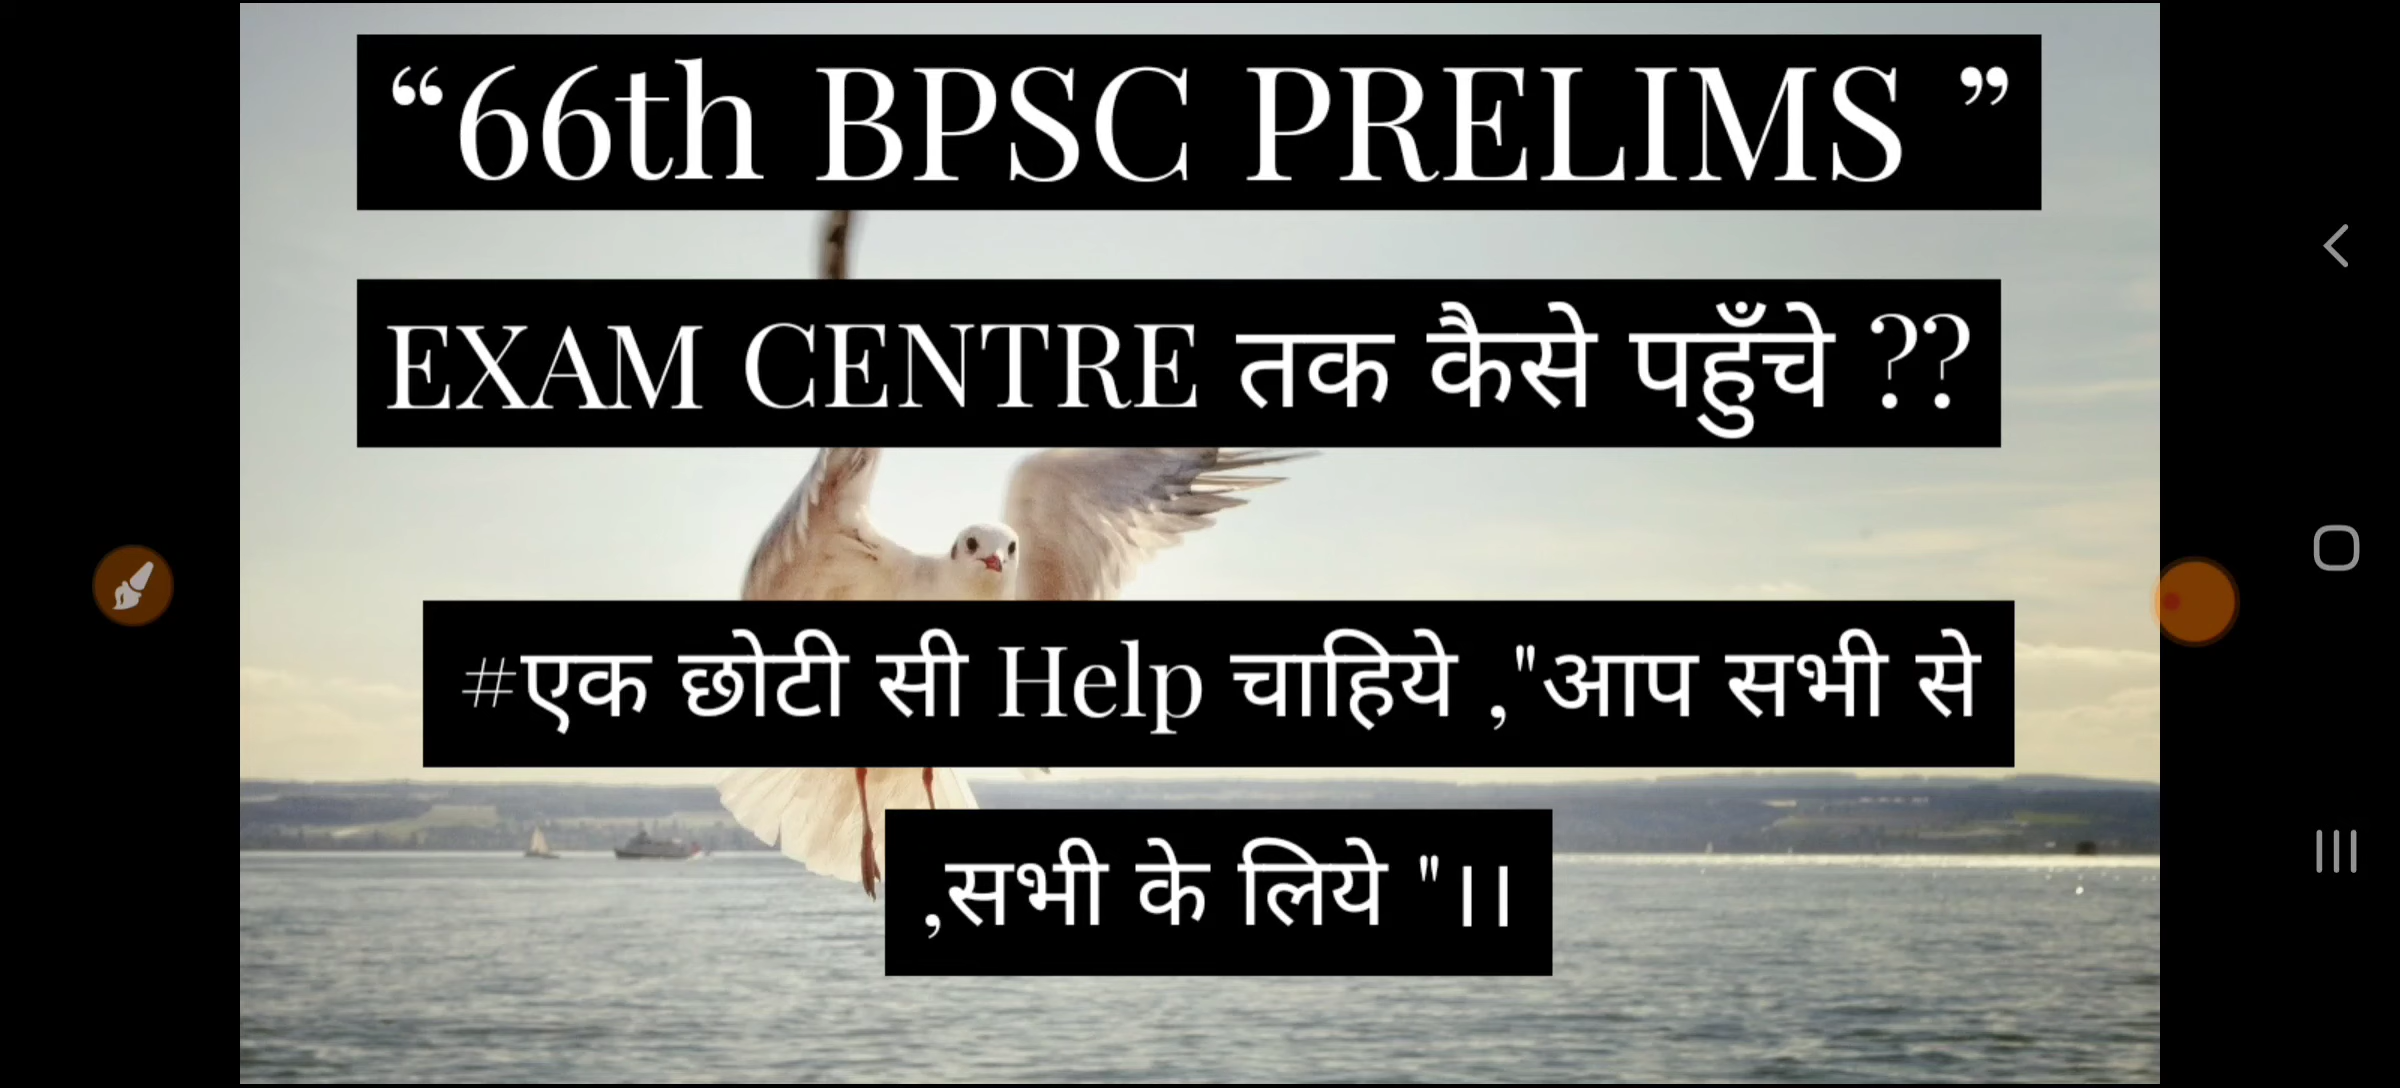 “66th BPSC PRELIMS ”
EXAM CENTRE तक कैसे पहुँचे ??
#एक छोटी सी Help चाहिये ,"आप सभी से
,सभी के लिये "।।